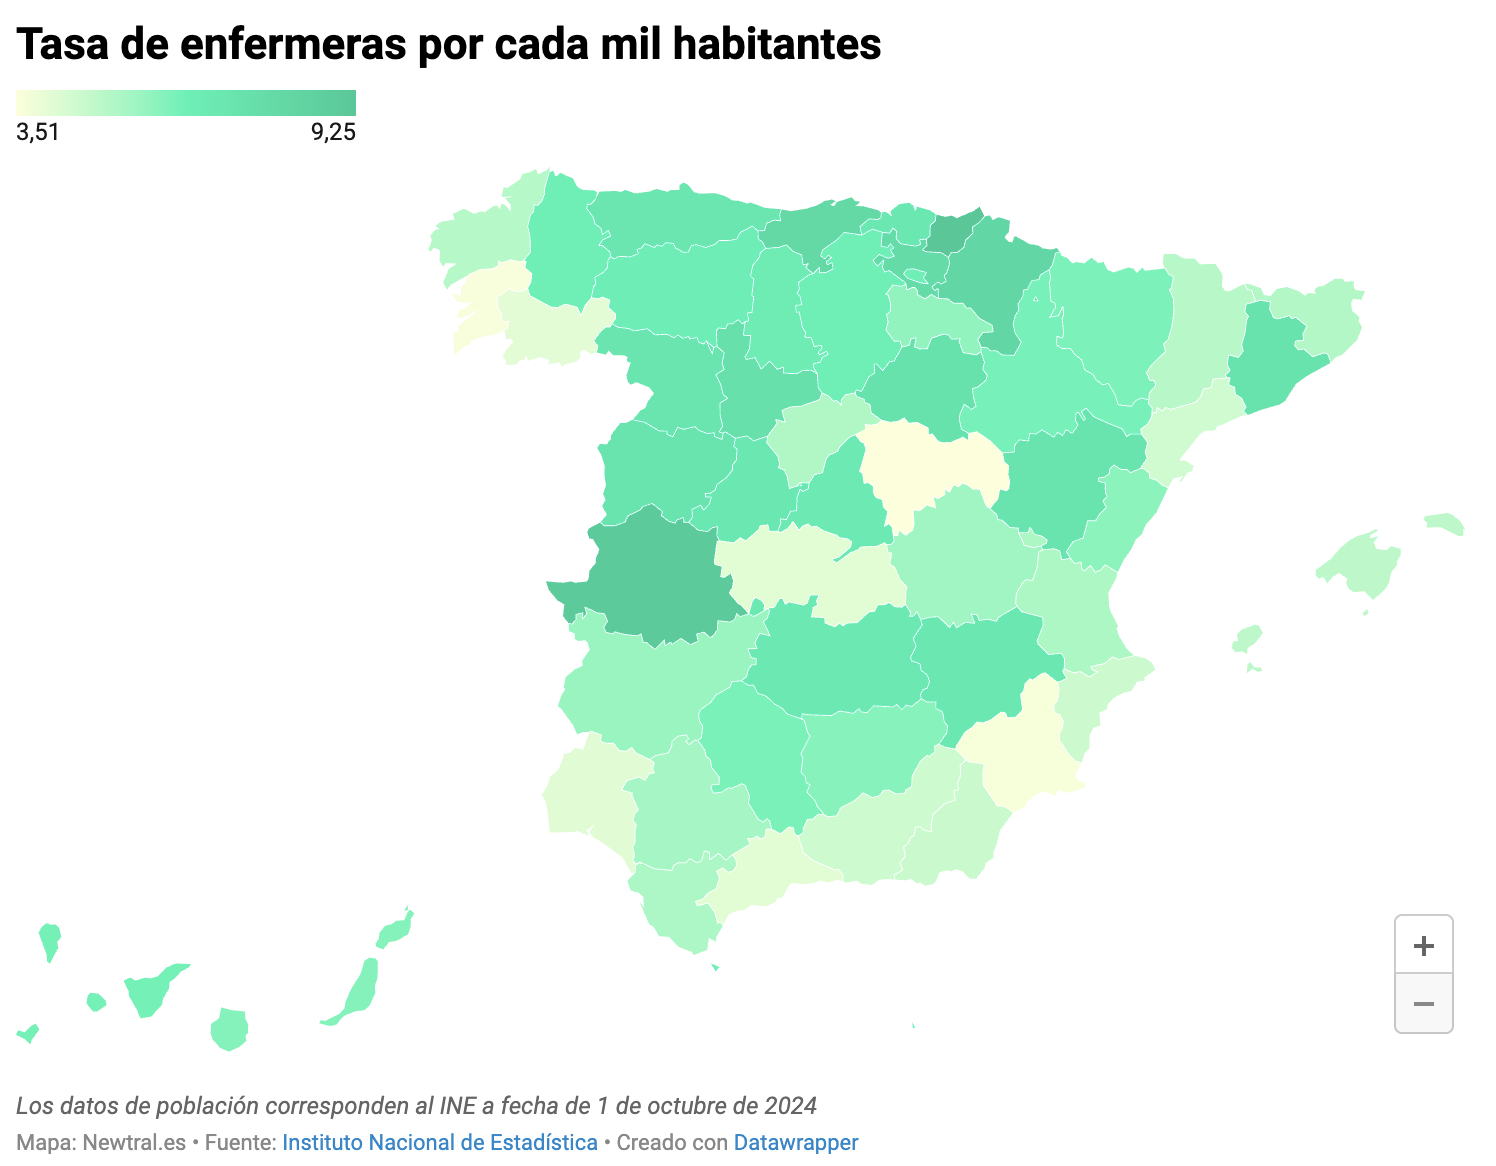 Tasa de enfermeras por cada mil habitantes
3,51 9,25
+
−
Los datos de población corresponden al INE a fecha de 1 de octubre de 2024
Mapa: Newtral.es • Fuente: Instituto Nacional de Estadística • Creado con Datawrapper